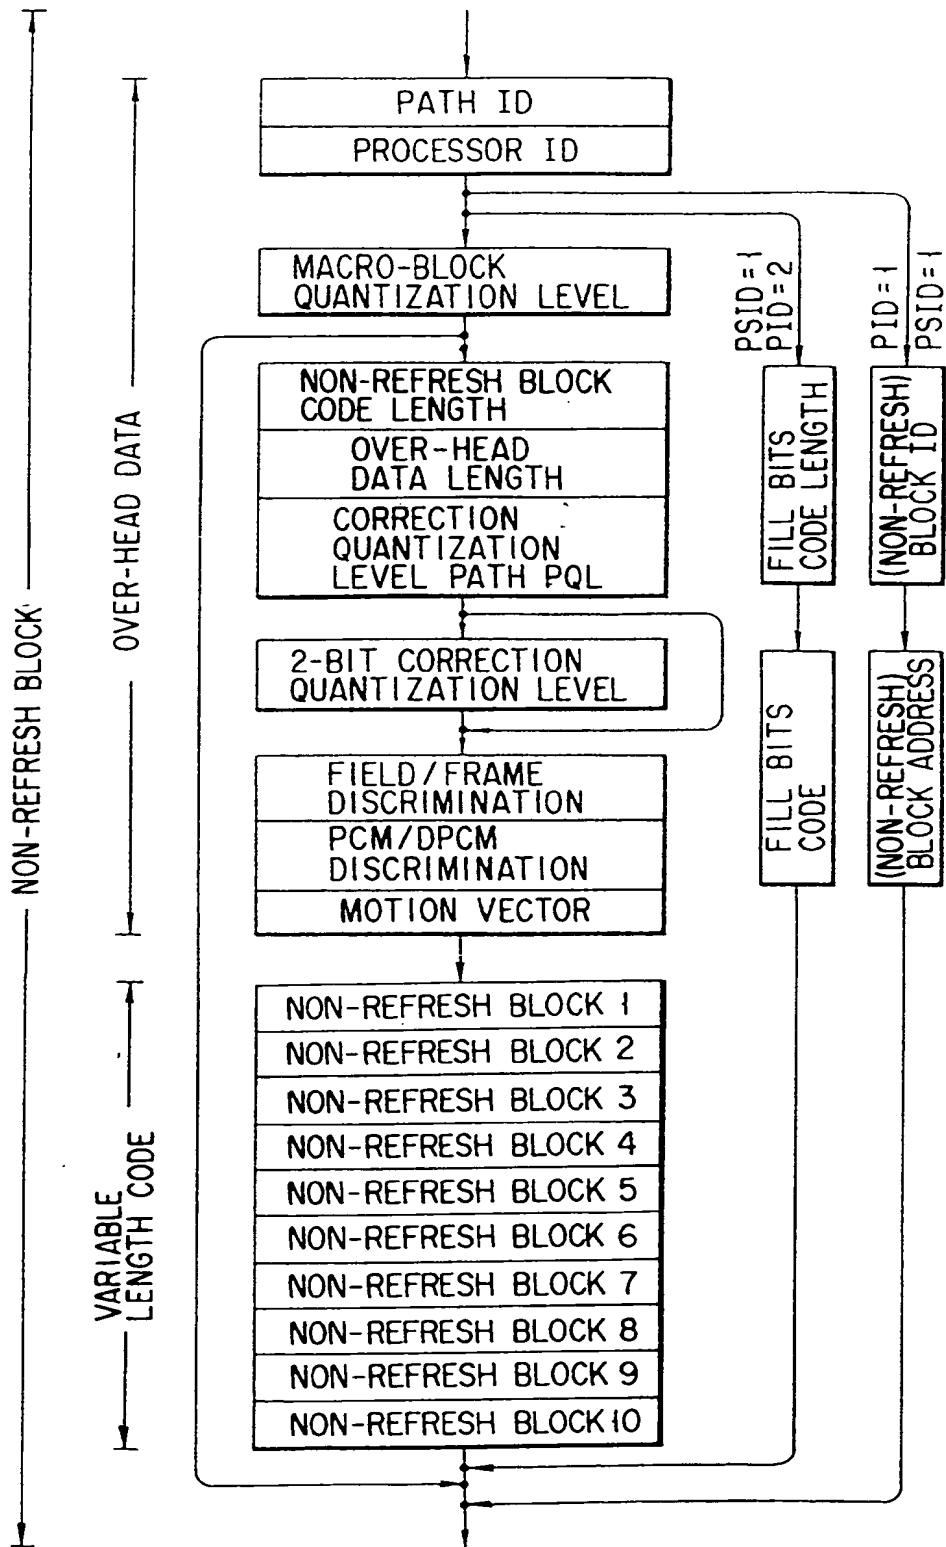 NON-REFRESH BLOCK
OVER-HEAD DATA
VARIABLE
LENGTH CODE
PATH ID
PROCESSOR ID
MACRO-BLOCK
QUANTIZATION LEVEL
NON-REFRESH BLOCK
CODE LENGTH
OVER-HEAD
DATA LENGTH
CORRECTION
QUANTIZATION
LEVEL PATH PQL
2-BIT CORRECTION
QUANTIZATION LEVEL
FIELD/FRAME
DISCRIMINATION
PCM/DPCM
DISCRIMINATION
MOTION VECTOR
NON-REFRESH BLOCK 1
NON-REFRESH BLOCK 2
NON-REFRESH BLOCK 3
NON-REFRESH BLOCK 4
NON-REFRESH BLOCK 5
NON-REFRESH BLOCK 6
NON-REFRESH BLOCK 7
NON-REFRESH BLOCK 8
NON-REFRESH BLOCK 9
NON-REFRESH BLOCK 10
PSID=1
PID=2
FILL BITS
CODE LENGTH
FILL BITS
CODE
PID=1
PSID=1
(NON-REFRESH)
BLOCK ID
(NON-REFRESH)
BLOCK ADDRESS